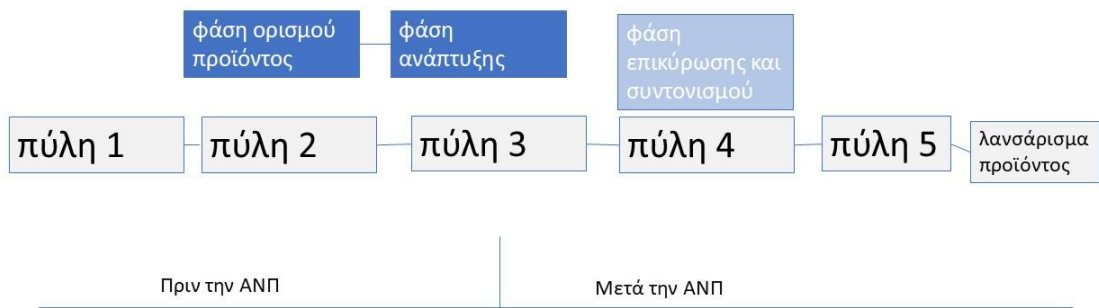 φάση ορισμού
προϊόντος
φάση
ανάπτυξης
φάση
επικύρωσης και
συντονισμού
πύλη 1
πύλη 2
πύλη 3
πύλη 4
πύλη 5
λανσάρισμα
προϊόντος
Πριν την ΑΝΠ
Μετά την ΑΝΠ